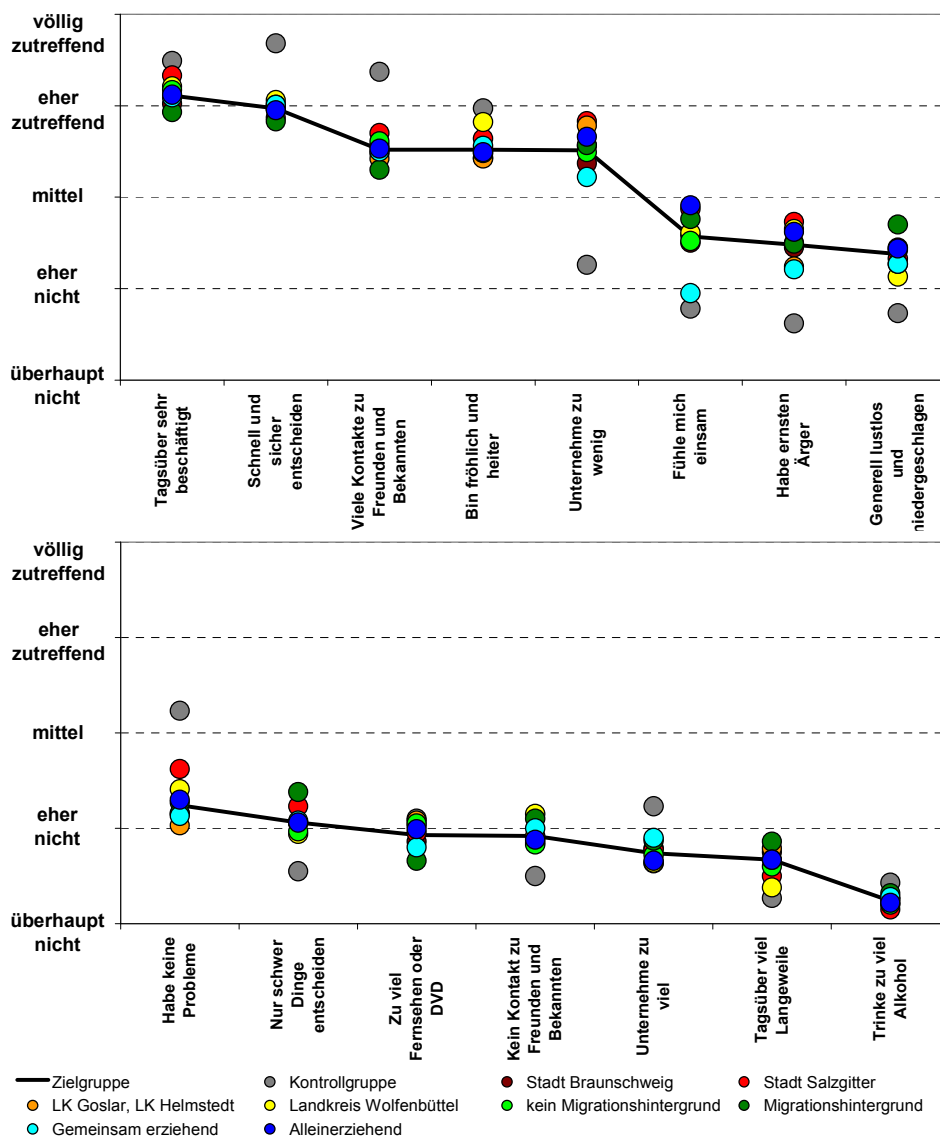 völlig
zutreffend
eher
zutreffend
mittel
eher
nicht
überhaupt
nicht
Tagsüber sehr
beschäftigt
Schnell und
sicher
entscheiden
Viele Kontakte zu
Freunden und
Bekannten
Bin fröhlich und
heiter
Unternehme zu
wenig
Fühle mich
einsam
Habe ernsten
Ärger
Generell lustlos
und
niedergeschlagen
völlig
zutreffend
eher
zutreffend
mittel
eher
nicht
überhaupt
nicht
Habe keine
Probleme
Nur schwer
Dinge
entscheiden
Zu viel
Fernsehen oder
DVD
Kein Kontakt zu
Freunden und
Bekannten
Unternehme zu
viel
Tagsüber viel
Langeweile
Trinke zu viel
Alkohol
Zielgruppe Kontrollgruppe Stadt Braunschweig Stadt Salzgitter
LK Goslar, LK Helmstedt Landkreis Wolfenbüttel kein Migrationshintergrund Migrationshintergrund
Gemeinsam erziehend Alleinerziehend